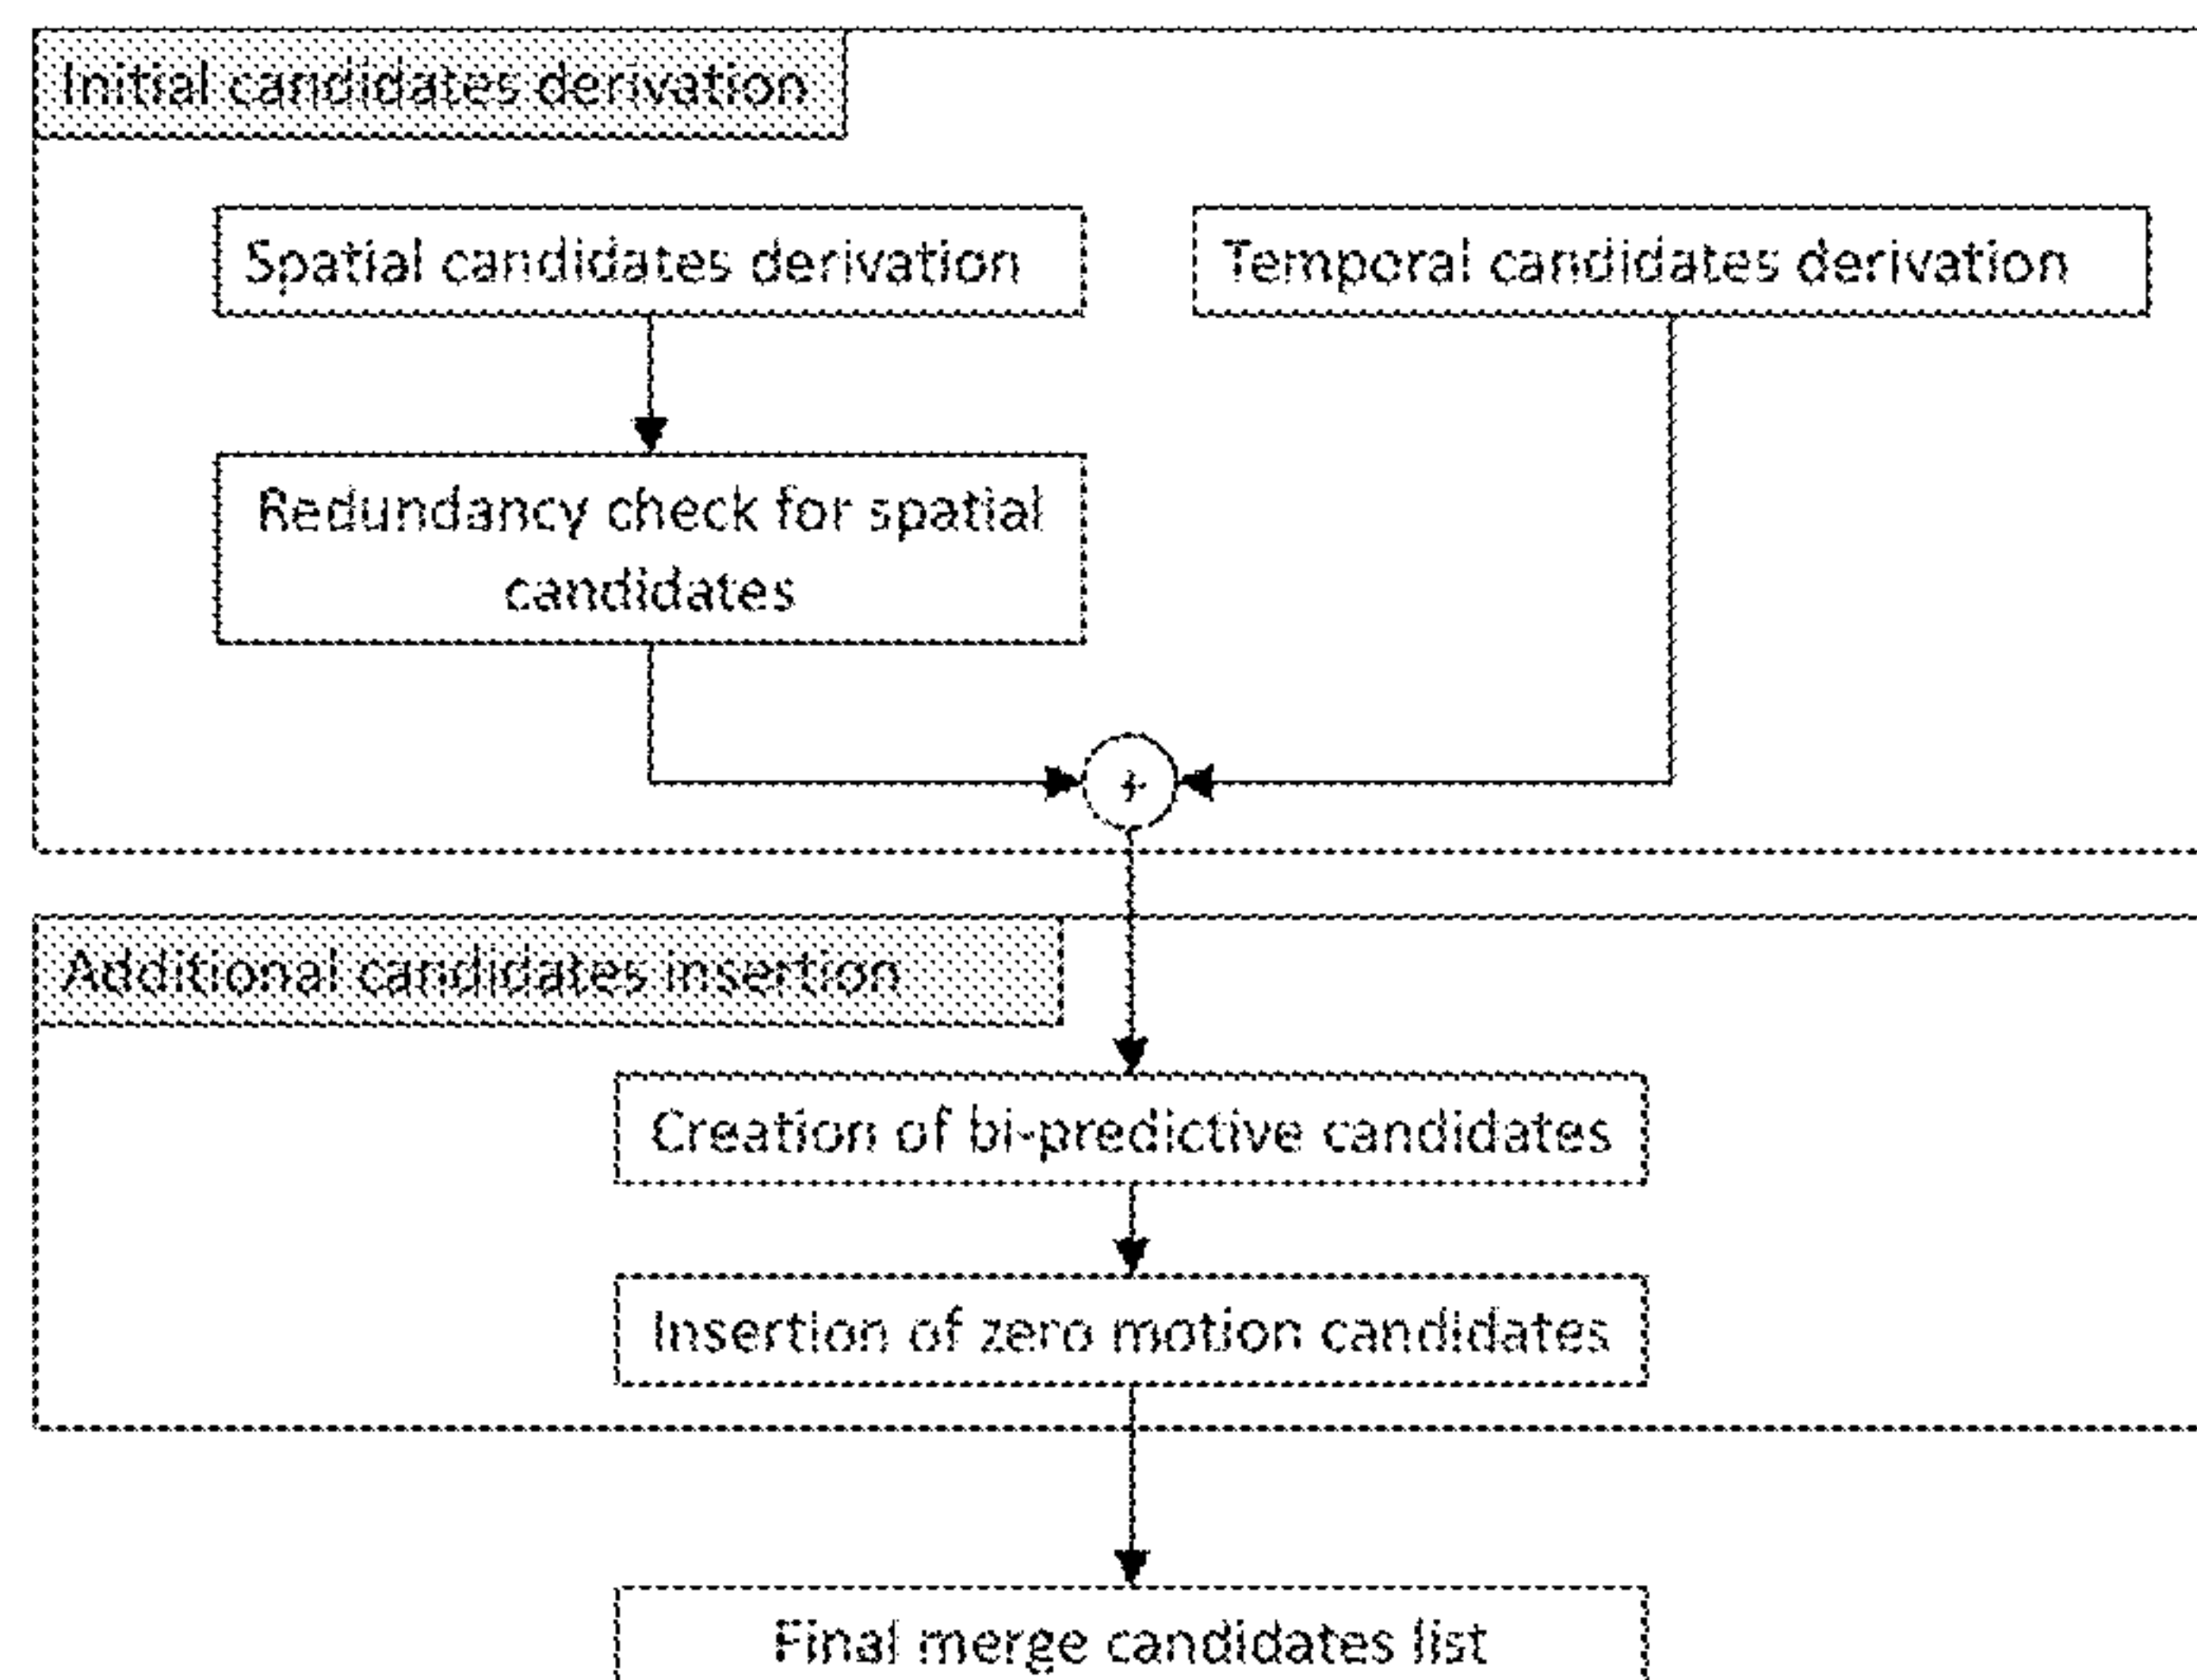 Initial candidates derivation
Spatial candidates derivation
Temporal candidates derivation
Redundancy check for spatial
candidates
+
Additional candidates insertion
Creation of bi-predictive candidates
Insertion of zero motion candidates
Final merge candidates list